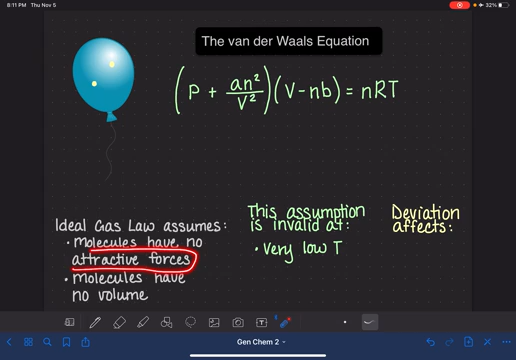 8:11 PM Thu Nov 5
32%
The van der Waals Equation
(P + an²/V²)(V - nb) = nRT
This assumption
is invalid at:
Deviation
affects:
Ideal Gas Law assumes:
• molecules have no
attractive forces
• very low T
• molecules have
no volume
Gen Chem 2